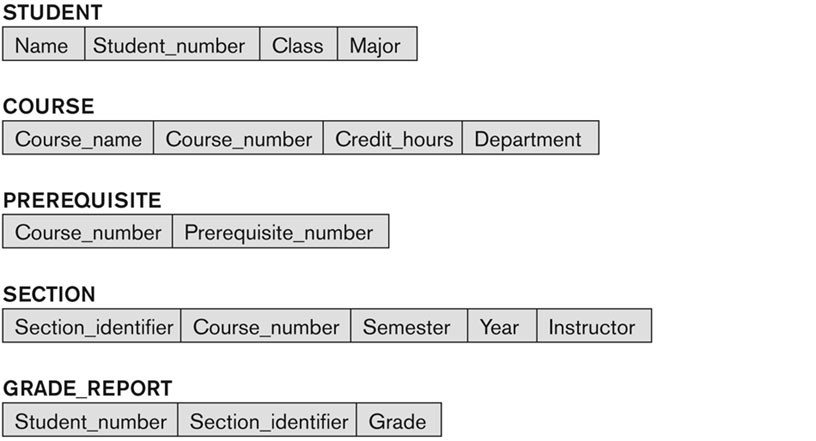 STUDENT
Name Student_number Class Major
COURSE
Course_name Course_number Credit_hours Department
PREREQUISITE
Course_number Prerequisite_number
SECTION
Section_identifier Course_number Semester Year Instructor
GRADE_REPORT
Student_number Section_identifier Grade